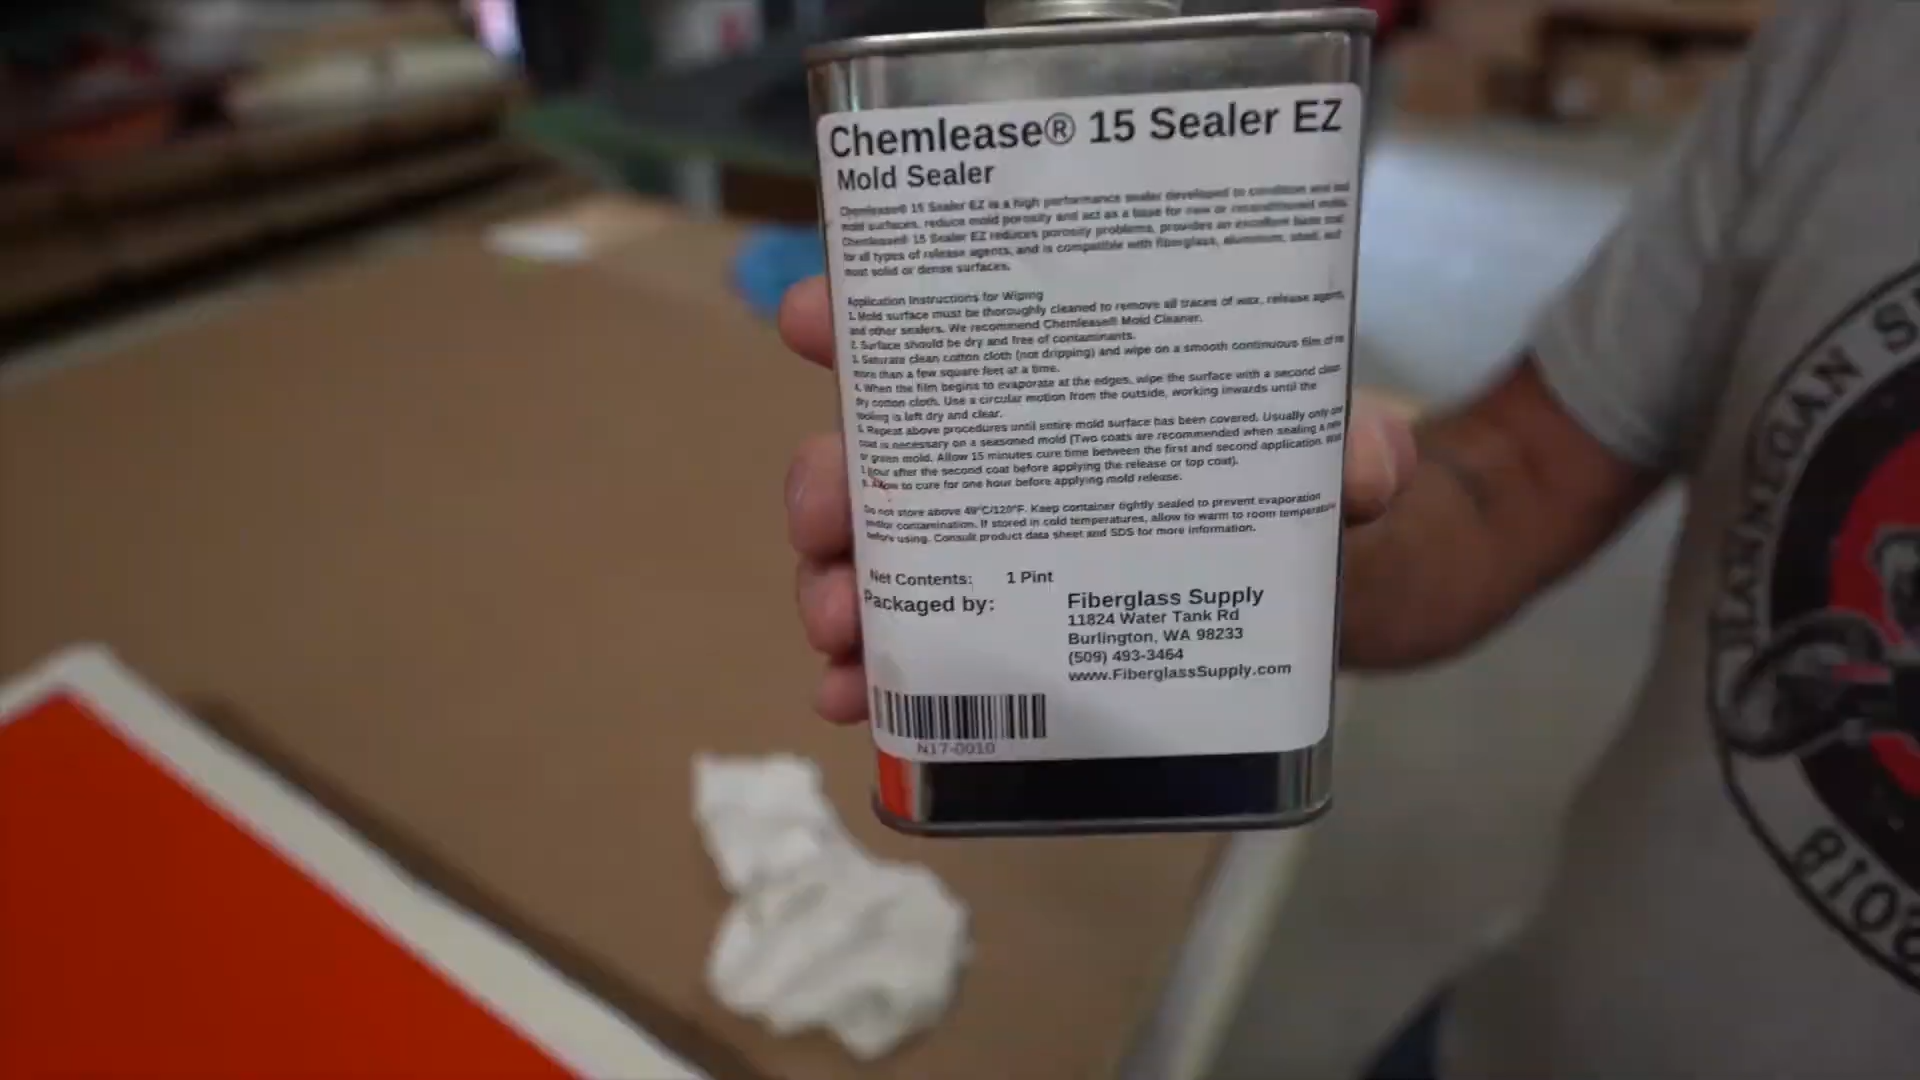 Chemlease® 15 Sealer EZ
Mold Sealer
Chemlease® 15 Sealer EZ is a high performance sealer developed to condition and
mold surfaces, reduce mold porosity and act as a base for new or reconditioned molds.
Chemlease® 15 Sealer EZ reduces porosity problems, provides an excellent base coat
for all types of release agents, and is compatible with fiberglass, aluminum, steel, and
most solid or dense surfaces.
Application Instructions for Wiping
1. Mold surface must be thoroughly cleaned to remove all traces of wax, release agent,
and other sealers. We recommend Chemlease® Mold Cleaner.
2. Surface should be dry and free of contaminants.
3. Saturate clean cotton cloth (not dripping) and wipe on a smooth continuous film of no
more than a few square feet at a time.
4. When the film begins to evaporate at the edges, wipe the surface with a second clean
dry cotton cloth. Use a circular motion from the outside, working inwards until the
tooling is left dry and clear.
5. Repeat above procedures until entire mold surface has been covered. Usually only one
coat is necessary on a seasoned mold (Two coats are recommended when sealing a new
or green mold. Allow 15 minutes cure time between the first and second application. Wait
1 hour after the second coat before applying the release or top coat).
Allow to cure for one hour before applying mold release.
Do not store above 49°C/120°F. Keep container tightly sealed to prevent evaporation
and/or contamination. If stored in cold temperatures, allow to warm to room temperature
before using. Consult product data sheet and SDS for more information.
Net Contents: 1 Pint
Packaged by: Fiberglass Supply
11824 Water Tank Rd
Burlington, WA 98233
(509) 493-3464
www.FiberglassSupply.com
N17-0010